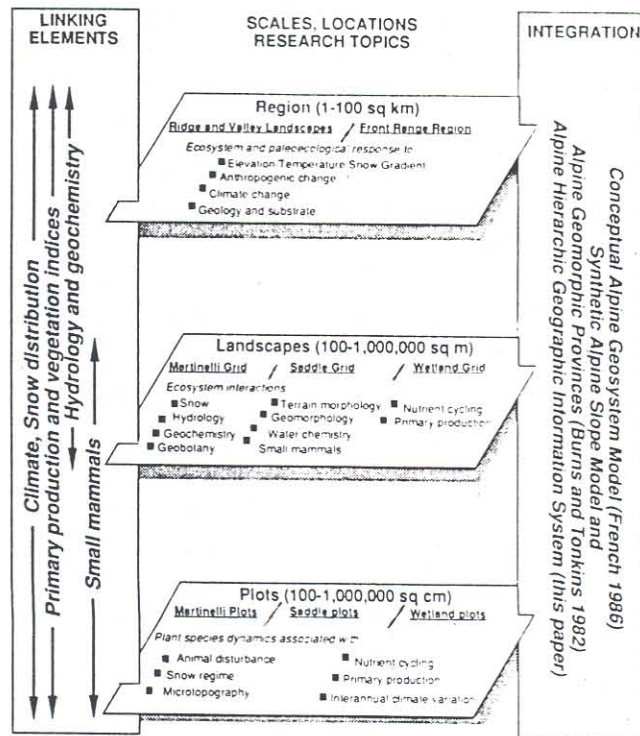 LINKING
ELEMENTS
Climate, Snow distribution
Primary production and vegetation indices
Hydrology and geochemistry
Small mammals
SCALES, LOCATIONS
RESEARCH TOPICS
Region (1-100 sq km)
Ridge and Valley Landscapes / Front Range Region
Ecosystem and paleoecological response to
Elevation/Temperature Snow Gradient
Anthropogenic change
Climate change
Geology and substrate
Landscapes (100-1,000,000 sq m)
Martinelli Grid / Saddle Grid / Wetland Grid
Ecosystem interactions
Snow
Hydrology
Geochemistry
Geobotany
Terrain morphology
Geomorphology
Water chemistry
Small mammals
Nutrient cycling
Primary production
Plots (100-1,000,000 sq cm)
Martinelli Plots / Saddle plots / Wetland plots
Plant species dynamics associated with
Animal disturbance
Snow regime
Microtopography
Nutrient cycling
Primary production
Interannual climate variation
INTEGRATION
Conceptual Alpine Geosystem Model (French 1986)
Synthetic Alpine Slope Model and
Alpine Geomorphic Provinces (Burns and Tonkins 1982)
Alpine Hierarchic Geographic Information System (this paper)